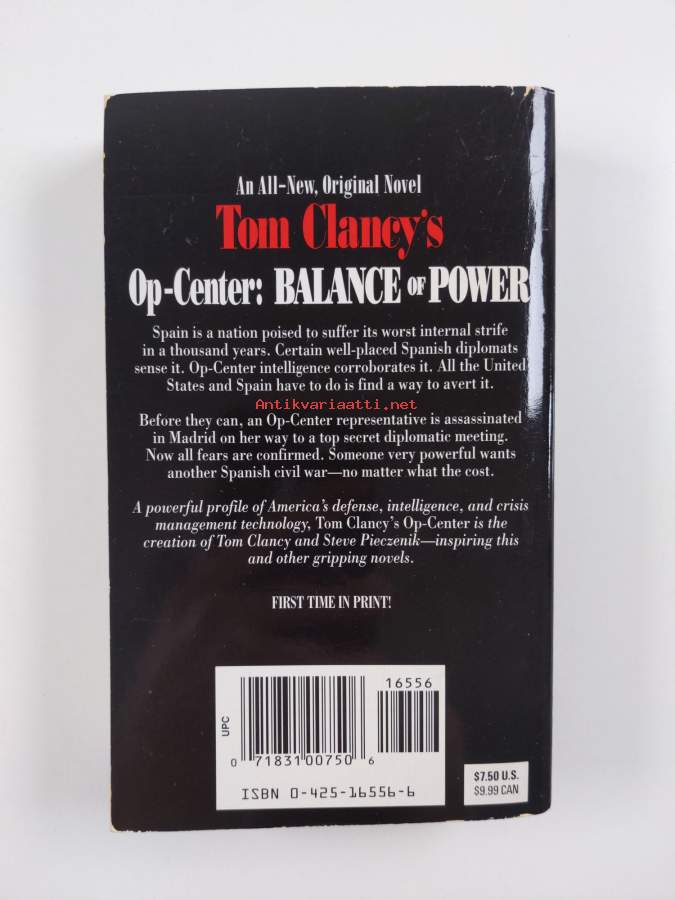 An All-New, Original Novel
Tom Clancy's
Op-Center: BALANCE OF POWER
Spain is a nation poised to suffer its worst internal strife
in a thousand years. Certain well-placed Spanish diplomats
sense it. Op-Center intelligence corroborates it. All the United
States and Spain have to do is find a way to avert it.
Antikvariaatti.net
Before they can, an Op-Center representative is assassinated
in Madrid on her way to a top secret diplomatic meeting.
Now all fears are confirmed. Someone very powerful wants
another Spanish civil war—no matter what the cost.
A powerful profile of America's defense, intelligence, and crisis
management technology, Tom Clancy's Op-Center is the
creation of Tom Clancy and Steve Pieczenik—inspiring this
and other gripping novels.
FIRST TIME IN PRINT!
16556
UPC
0 71831 00750 6
ISBN 0-425-16556-6
$7.50 U.S.
$9.99 CAN